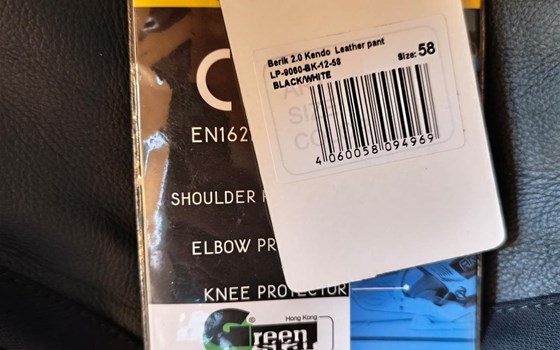 Berik 2.0 Kendo Leather pant
LP-9060-BK-12-58 Size: 58
BLACK/WHITE
4 060058 094969
EN162
SHOULDER
ELBOW PR
KNEE PROTECTOR
Hong Kong